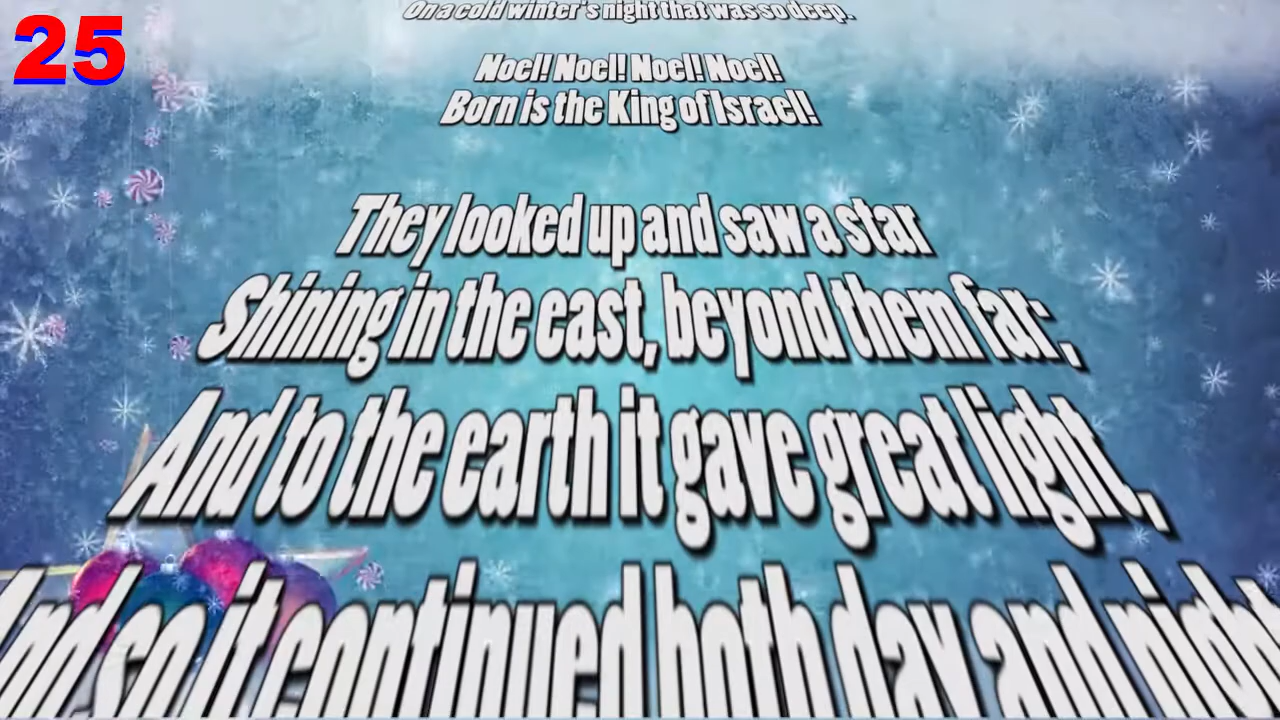 25
On a cold winter's night that was so deep.
Noel! Noel! Noel! Noel!
Born is the King of Israel!
They looked up and saw a star
Shining in the east, beyond them far;
And to the earth it gave great light,
And so it continued both day and night